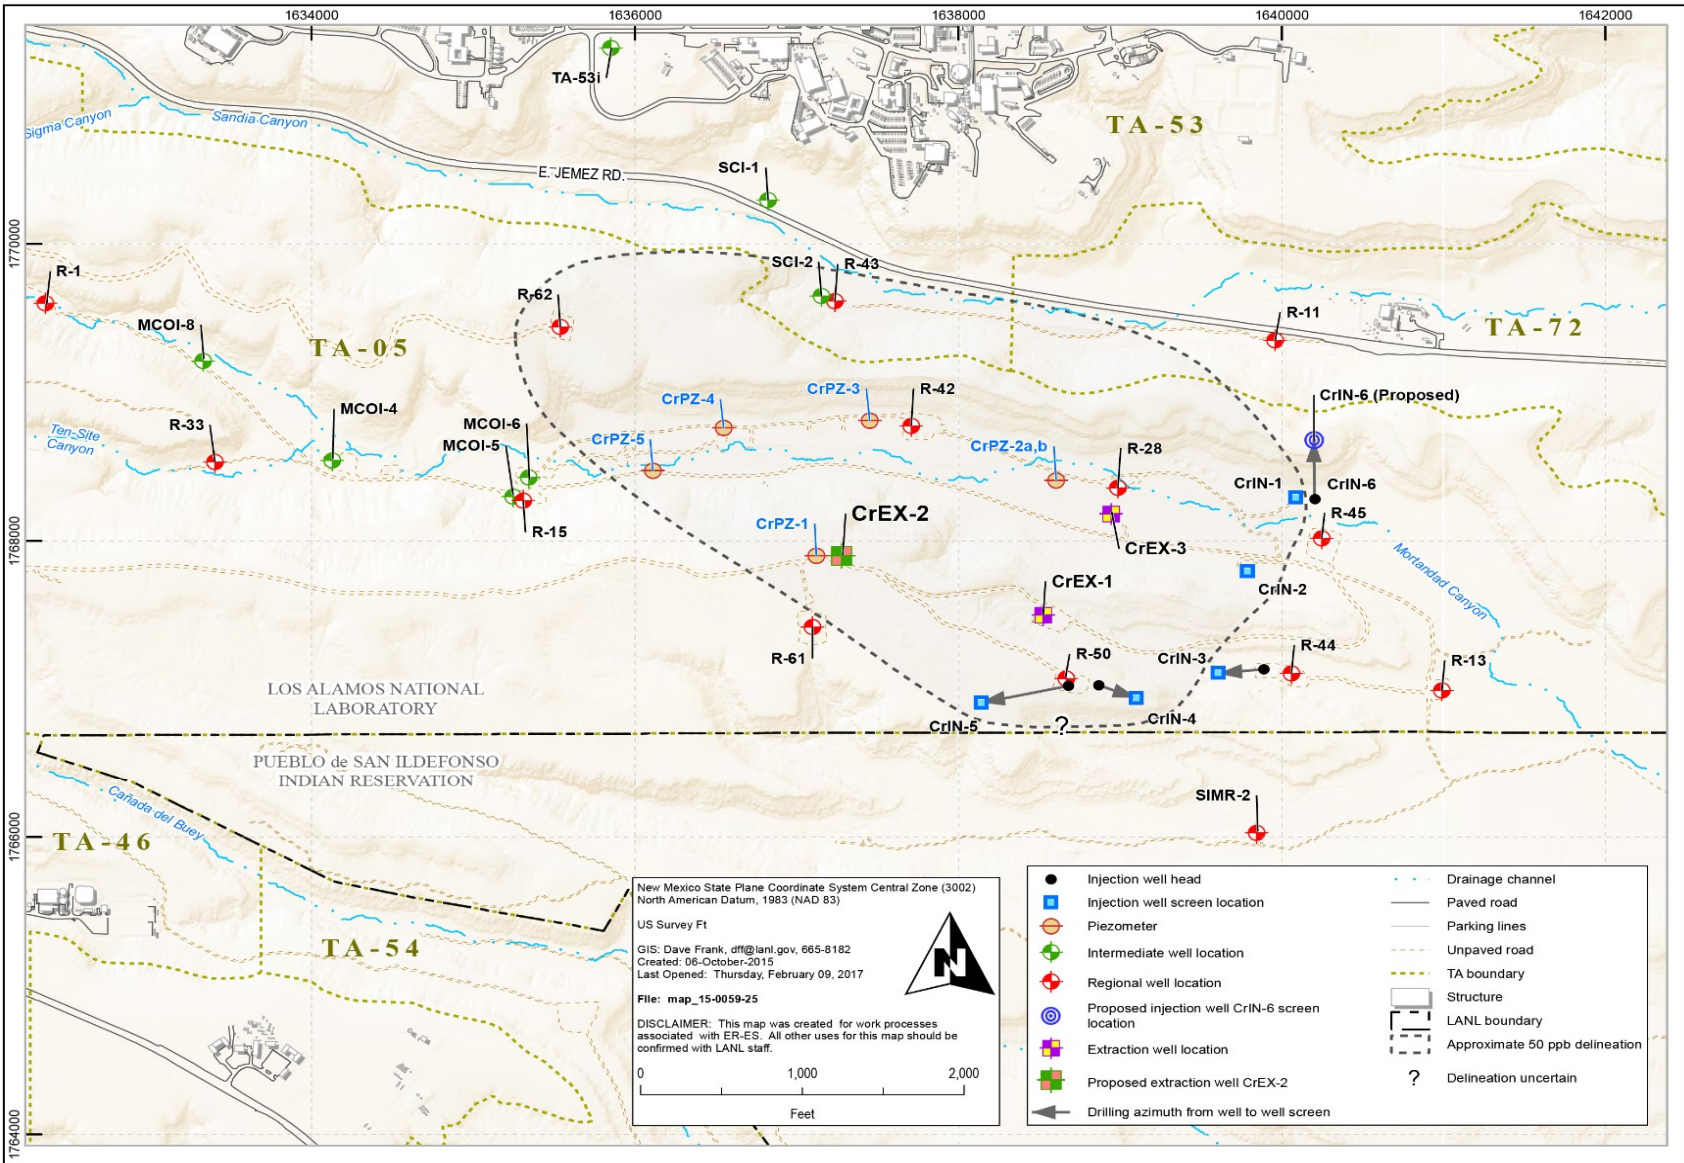 1634000
1636000
1638000
1640000
1642000
TA-53i
TA-53
Sigma Canyon
Sandia Canyon
E. JEMEZ RD.
SCI-1
1770000
R-1
SCI-2
R-43
R-62
MCOI-8
TA-05
R-11
TA-72
CrPZ-4
CrPZ-3
R-42
CrIN-6 (Proposed)
R-33
MCOI-4
MCOI-6
MCOI-5
CrPZ-5
CrPZ-2a,b
R-28
Ten-Site
Canyon
CrIN-1
CrIN-6
R-45
R-15
CrPZ-1
CrEX-2
CrEX-3
1768000
Mortandad Canyon
CrEX-1
CrIN-2
R-61
R-50
CrIN-3
R-44
R-13
LOS ALAMOS NATIONAL
LABORATORY
CrIN-5
?
CrIN-4
PUEBLO de SAN ILDEFONSO
INDIAN RESERVATION
Cañada del Buey
SIMR-2
1766000
TA-46
TA-54
1764000
New Mexico State Plane Coordinate System Central Zone (3002)
North American Datum, 1983 (NAD 83)
US Survey Ft
GIS: Dave Frank, dff@lanl.gov, 665-8182
Created: 06-October-2015
Last Opened: Thursday, February 09, 2017
File: map_15-0059-25
DISCLAIMER: This map was created for work processes
associated with ER-ES. All other uses for this map should be
confirmed with LANL staff.
N
0 1,000 2,000
Feet
Injection well head
Injection well screen location
Piezometer
Intermediate well location
Regional well location
Proposed injection well CrIN-6 screen
location
Extraction well location
Proposed extraction well CrEX-2
Drilling azimuth from well to well screen
Drainage channel
Paved road
Parking lines
Unpaved road
TA boundary
Structure
LANL boundary
Approximate 50 ppb delineation
? Delineation uncertain